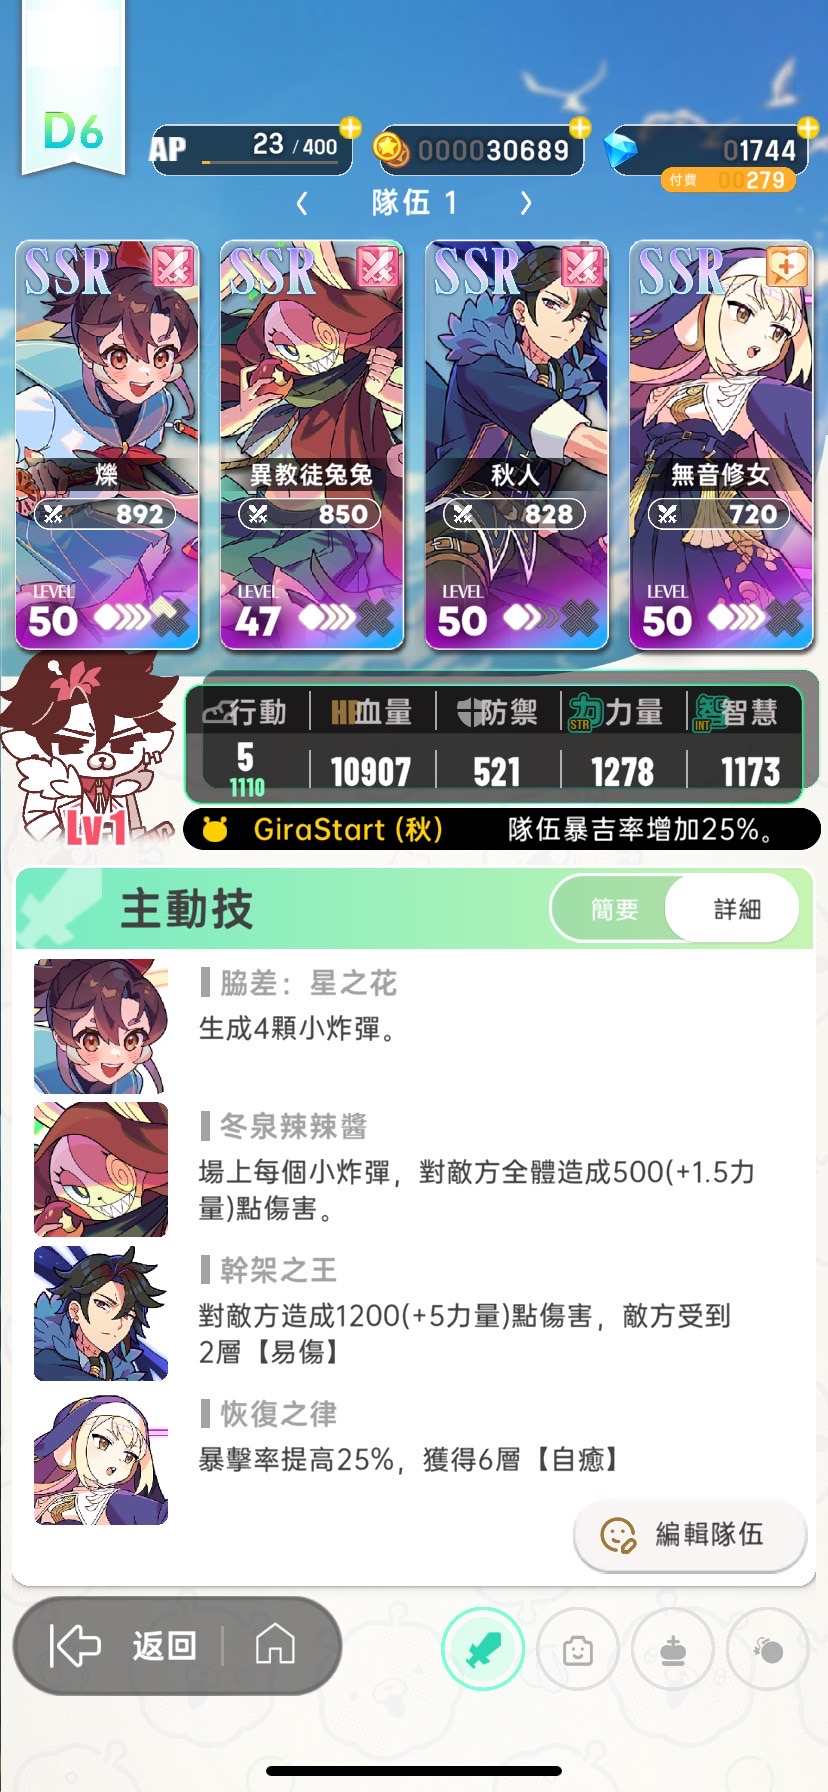 D6
AP 23 / 400
000030689
01744
付費 00279
隊伍 1
SSR SSR SSR SSR
爍 異教徒兔兔 秋人 無音修女
892 850 828 720
LEVEL LEVEL LEVEL LEVEL
50 47 50 50
行動 HP血量 防禦 力STR力量 智INT智慧
5 10907 521 1278 1173
1110
Lv.1
GiraStart (秋) 隊伍暴吉率增加25%。
主動技 簡要 詳細
脇差：星之花
生成4顆小炸彈。
冬泉辣辣醬
場上每個小炸彈，對敵方全體造成500(+1.5力
量)點傷害。
幹架之王
對敵方造成1200(+5力量)點傷害，敵方受到
2層【易傷】
恢復之律
暴擊率提高25%，獲得6層【自癒】
編輯隊伍
返回